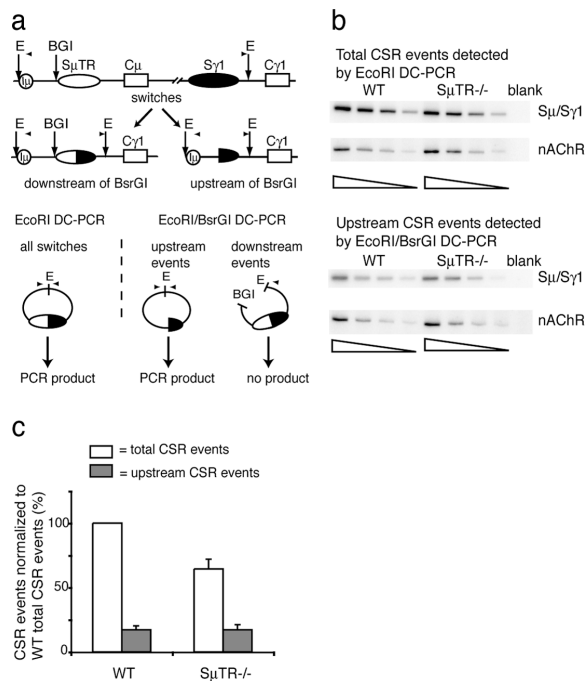 a
E
BGI
SμTR
Cμ
Sγ1
E
Cγ1
Iμ
switches
E
BGI
E
Cγ1
E
Cγ1
Iμ
Iμ
downstream of BsrGI
upstream of BsrGI
EcoRI DC-PCR
EcoRI/BsrGI DC-PCR
all switches
upstream
events
downstream
events
E
E
E
BGI
PCR product
PCR product
no product
b
Total CSR events detected
by EcoRI DC-PCR
WT
SμTR-/-
blank
Sμ/Sγ1
nAChR
Upstream CSR events detected
by EcoRI/BsrGI DC-PCR
WT
SμTR-/-
blank
Sμ/Sγ1
nAChR
c
= total CSR events
= upstream CSR events
CSR events normalized to
WT total CSR events (%)
100
75
25
0
WT
SμTR-/-